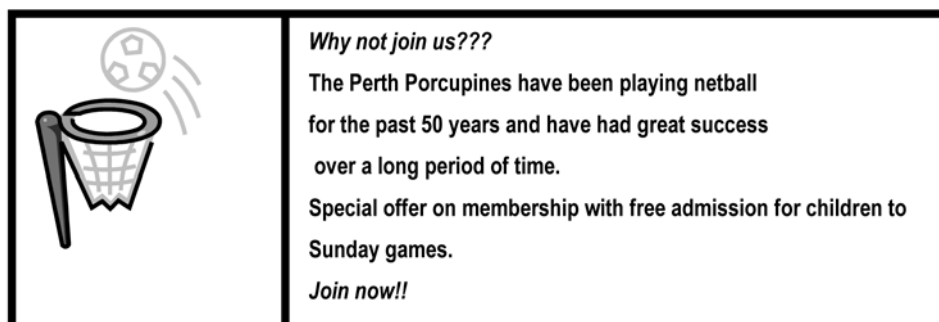 Why not join us???
The Perth Porcupines have been playing netball
for the past 50 years and have had great success
over a long period of time.
Special offer on membership with free admission for children to
Sunday games.
Join now!!